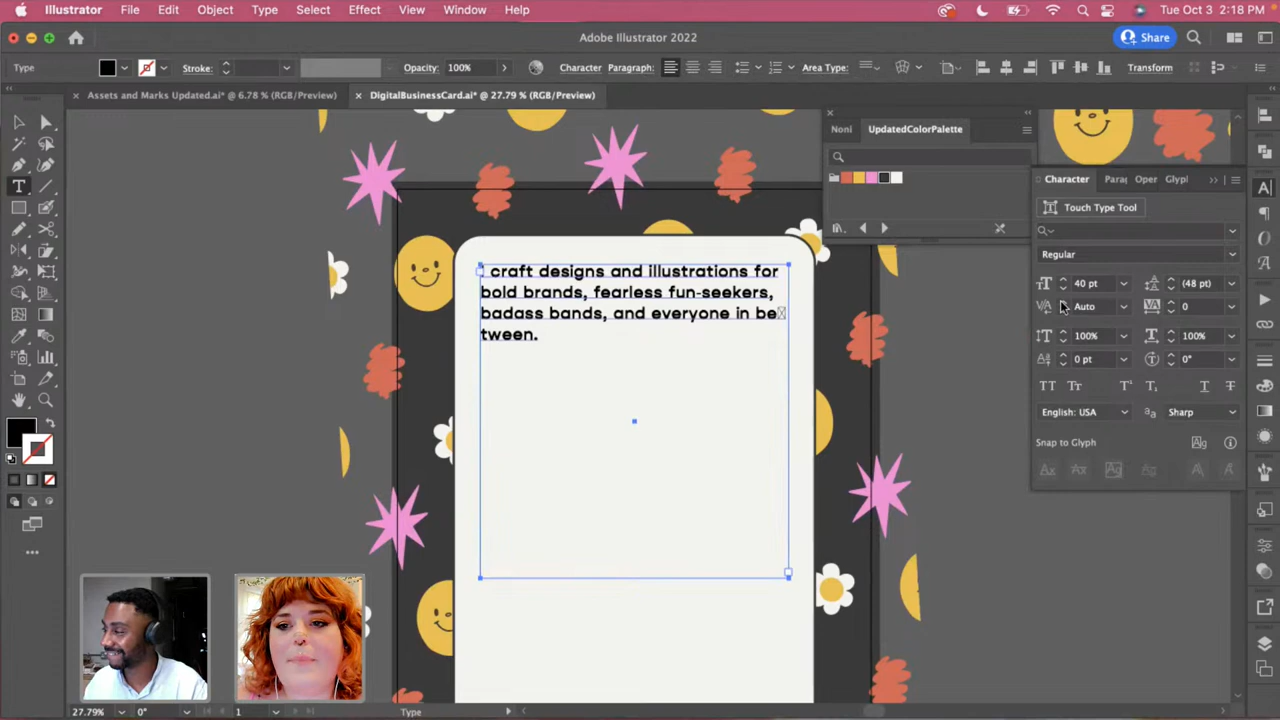 Illustrator File Edit Object Type Select Effect View Window Help
Tue Oct 3 2:18 PM
Adobe Illustrator 2022
Share
Type
Stroke:
Opacity: 100%
Character Paragraph:
Area Type:
Transform
Assets and Marks Updated.ai* @ 6.78 % (RGB/Preview)
DigitalBusinessCard.ai* @ 27.79 % (RGB/Preview)
Noni UpdatedColorPalette
Character Para Oper Glyp
Touch Type Tool
Regular
40 pt (48 pt)
Auto 0
100% 100%
0 pt 0°
English: USA Sharp
Snap to Glyph
I craft designs and illustrations for
bold brands, fearless fun-seekers,
badass bands, and everyone in be
tween.
27.79% 0° 1 Type